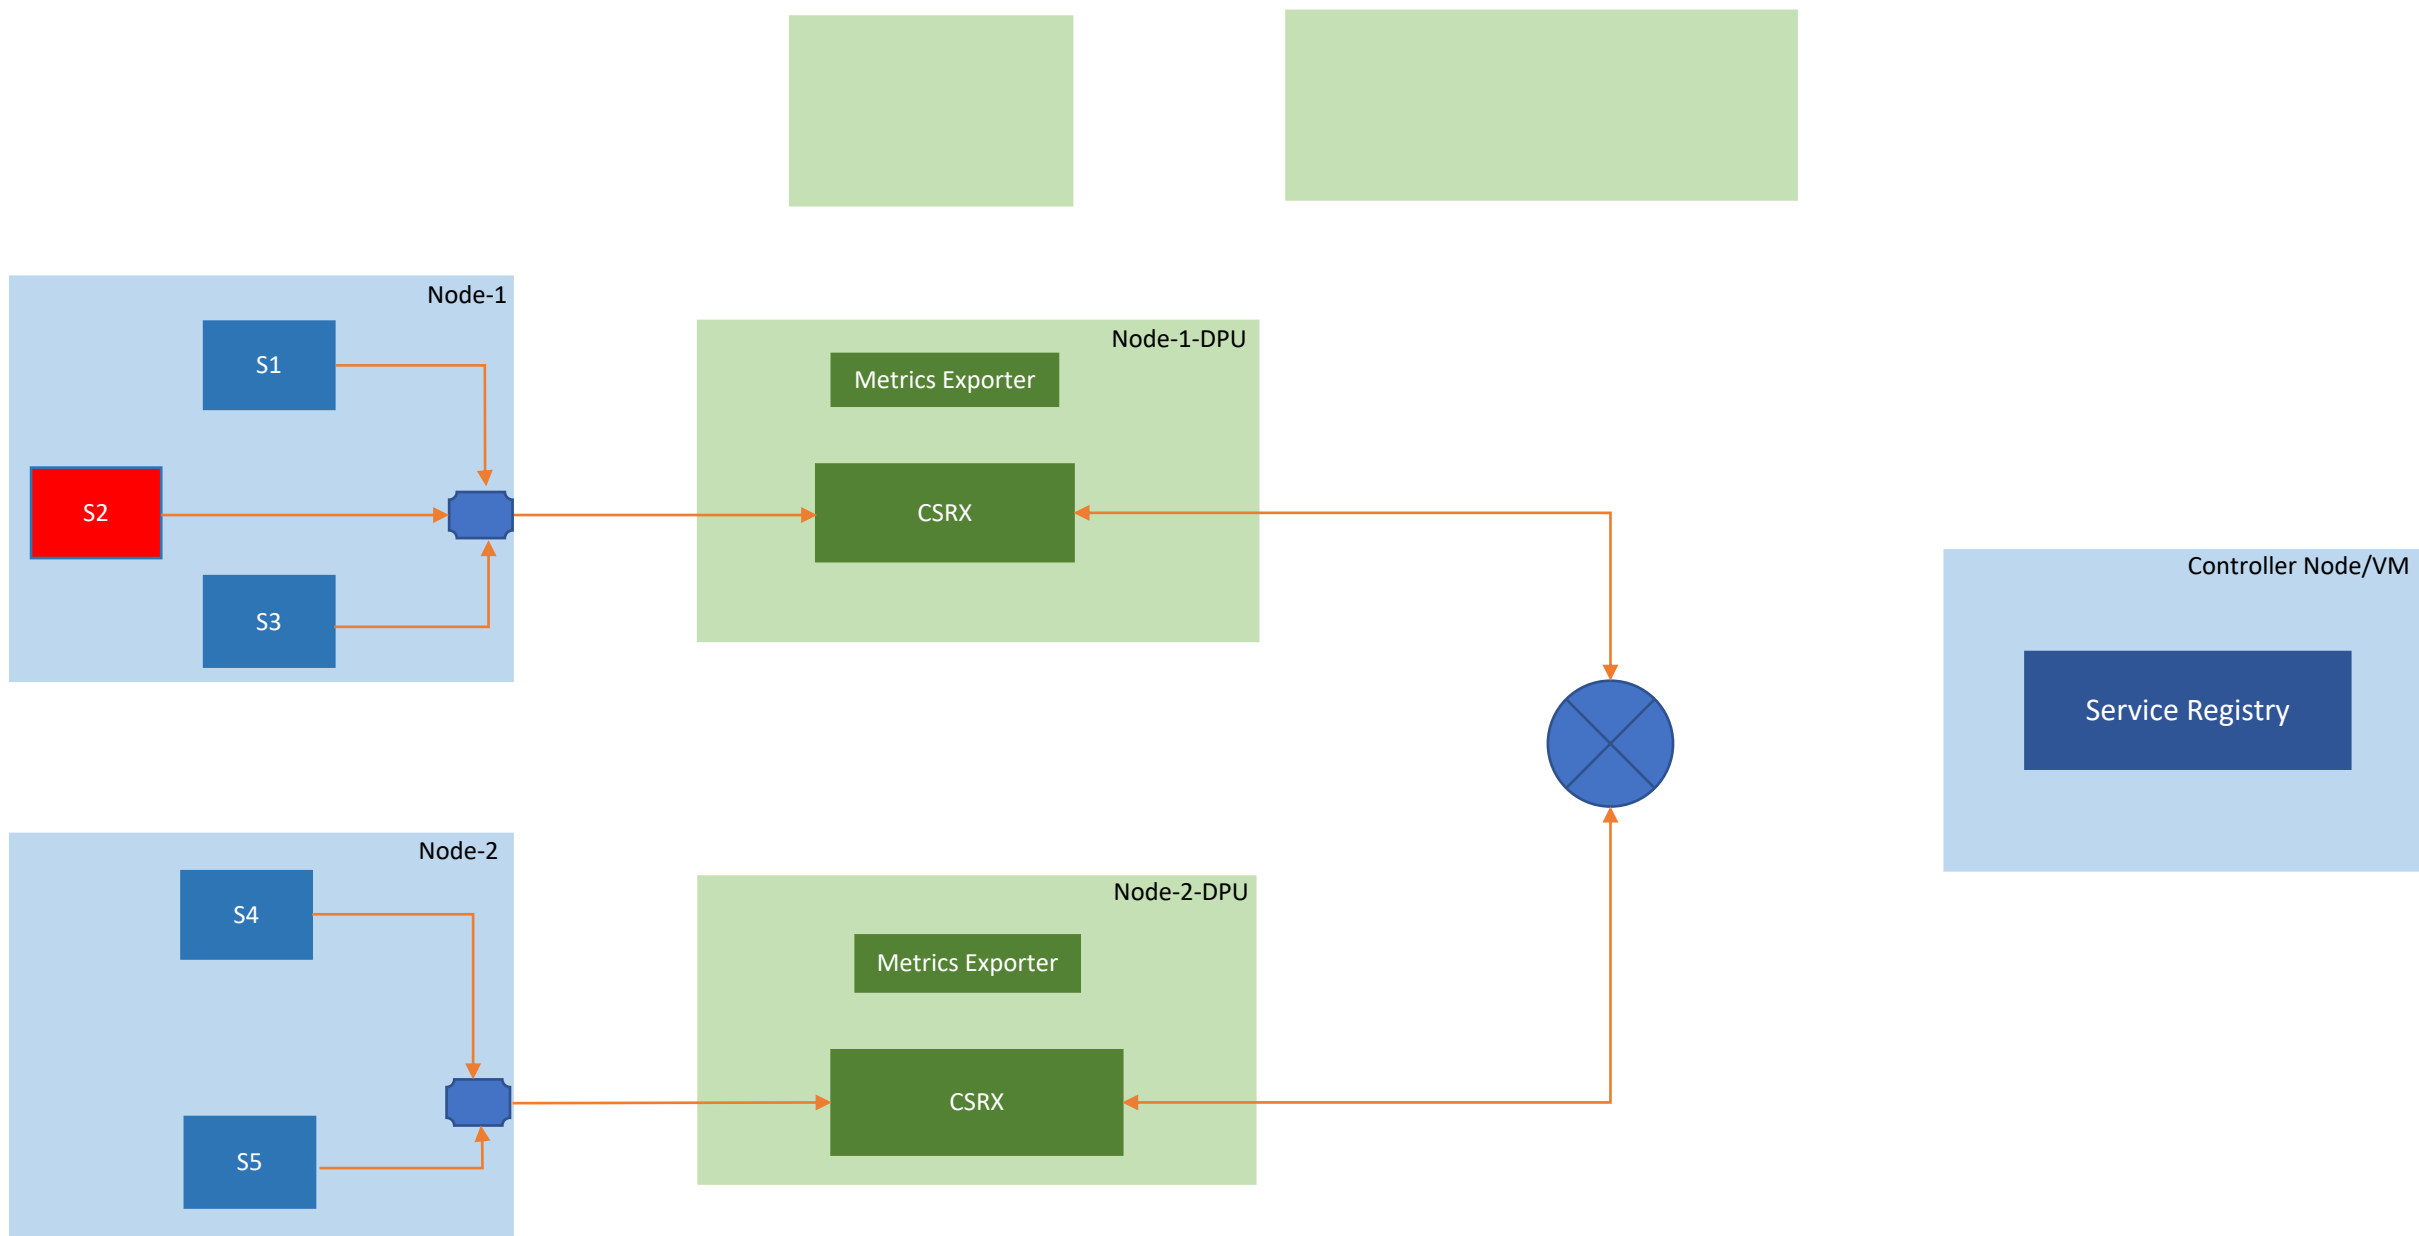 Node-1
S1
S2
S3
Node-1-DPU
Metrics Exporter
CSRX
Controller Node/VM
Service Registry
Node-2
S4
S5
Node-2-DPU
Metrics Exporter
CSRX